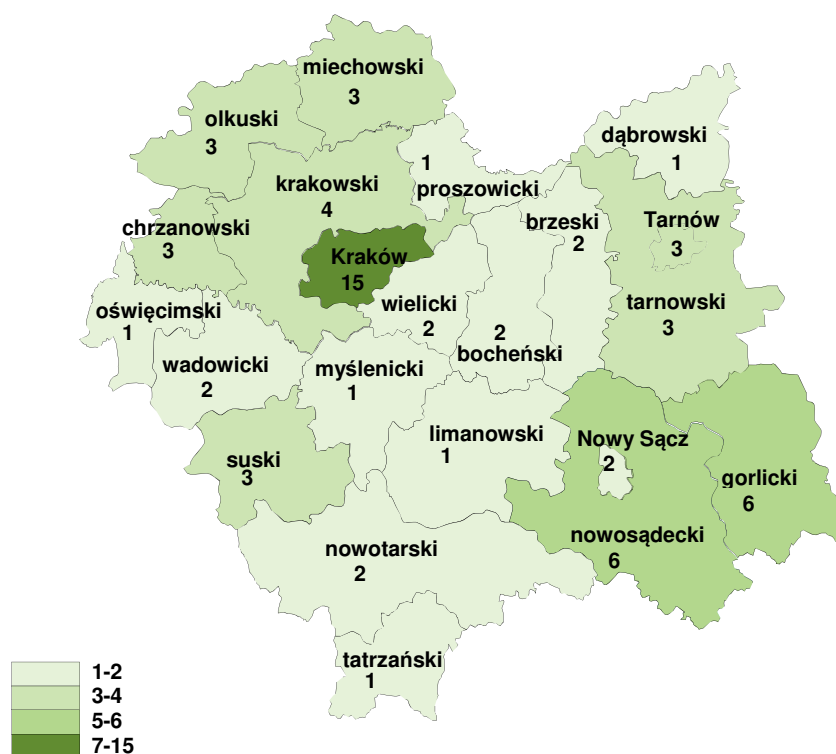 miechowski
3
olkuski
3
dąbrowski
1
1
proszowicki
krakowski
4
chrzanowski
3
brzeski
2
Tarnów
3
Kraków
15
oświęcimski
1
wielicki
2
2
bocheński
tarnowski
3
wadowicki
2
myślenicki
1
limanowski
1
Nowy Sącz
2
suski
3
gorlicki
6
nowosądecki
6
nowotarski
2
tatrzański
1
1-2
3-4
5-6
7-15